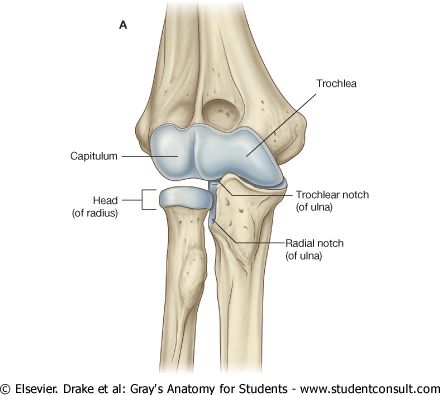 A
Trochlea
Capitulum
Head
(of radius)
Trochlear notch
(of ulna)
Radial notch
(of ulna)
© Elsevier. Drake et al: Gray's Anatomy for Students - www.studentconsult.com